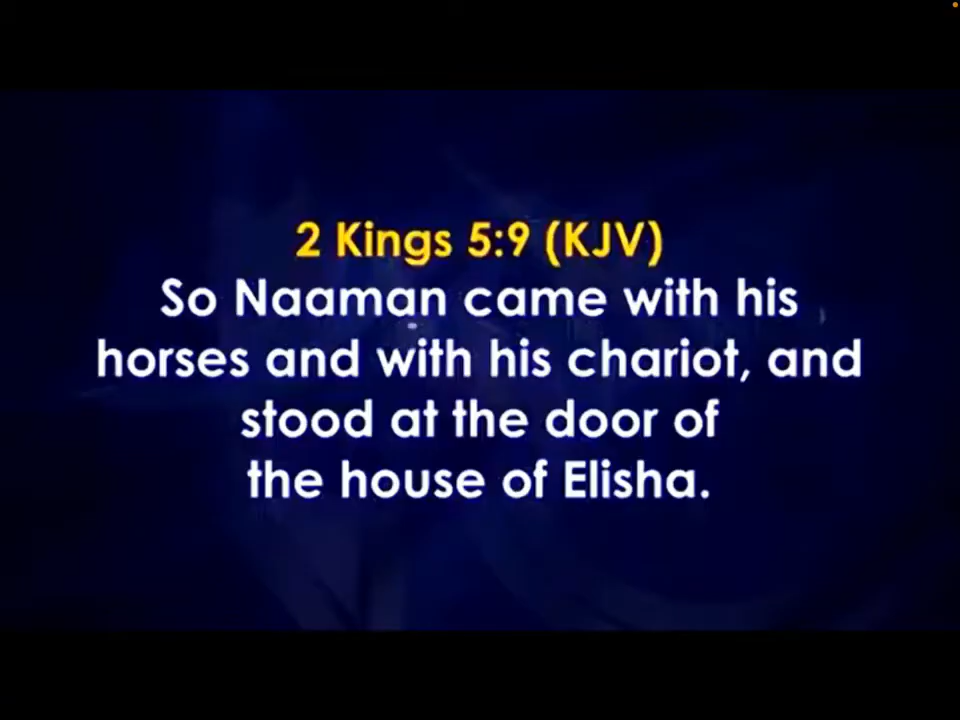 2 Kings 5:9 (KJV)
So Naaman came with his
horses and with his chariot, and
stood at the door of
the house of Elisha.